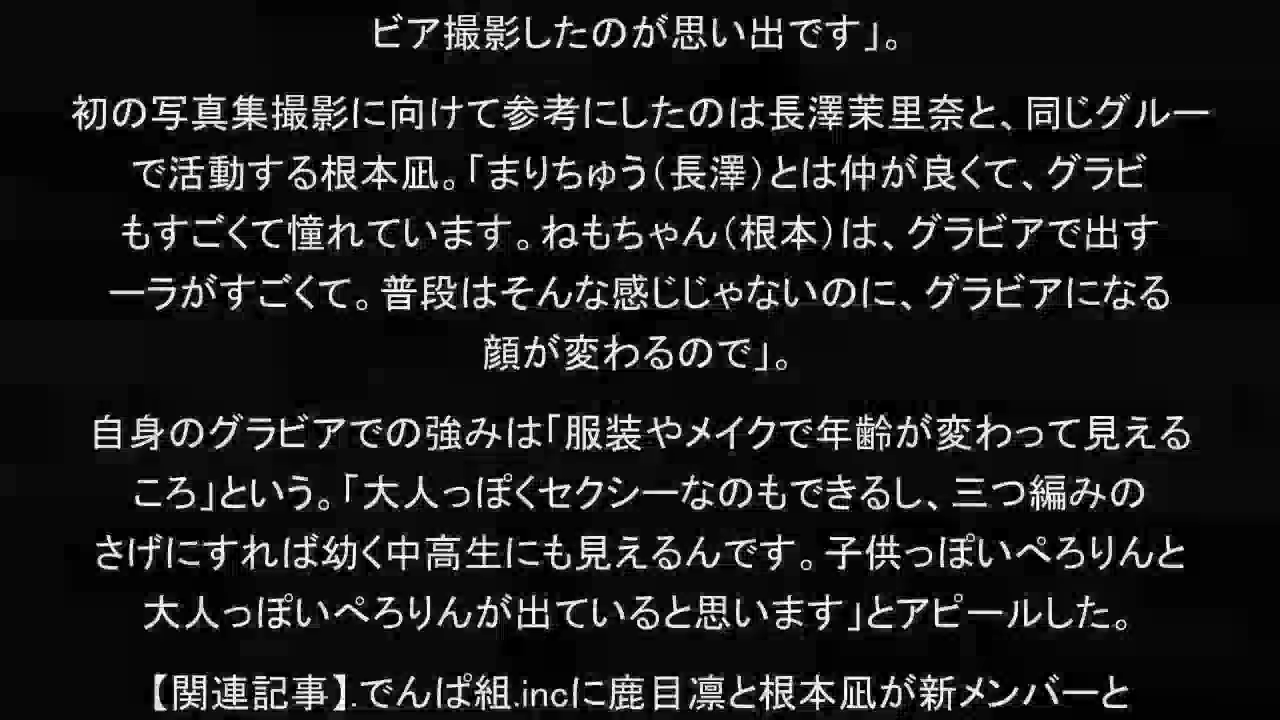 ビア撮影したのが思い出です」。
初の写真集撮影に向けて参考にしたのは長澤茉里奈と、同じグルー
で活動する根本凪。「まりちゅう（長澤）とは仲が良くて、グラビ
もすごくて憧れています。ねもちゃん（根本）は、グラビアで出す
ーラがすごくて。普段はそんな感じじゃないのに、グラビアになる
顔が変わるので」。
自身のグラビアでの強みは「服装やメイクで年齢が変わって見える
ころ」という。「大人っぽくセクシーなのもできるし、三つ編みの
さげにすれば幼く中高生にも見えるんです。子供っぽいぺろりんと
大人っぽいぺろりんが出ていると思います」とアピールした。
【関連記事】.でんぱ組.incに鹿目凛と根本凪が新メンバーと